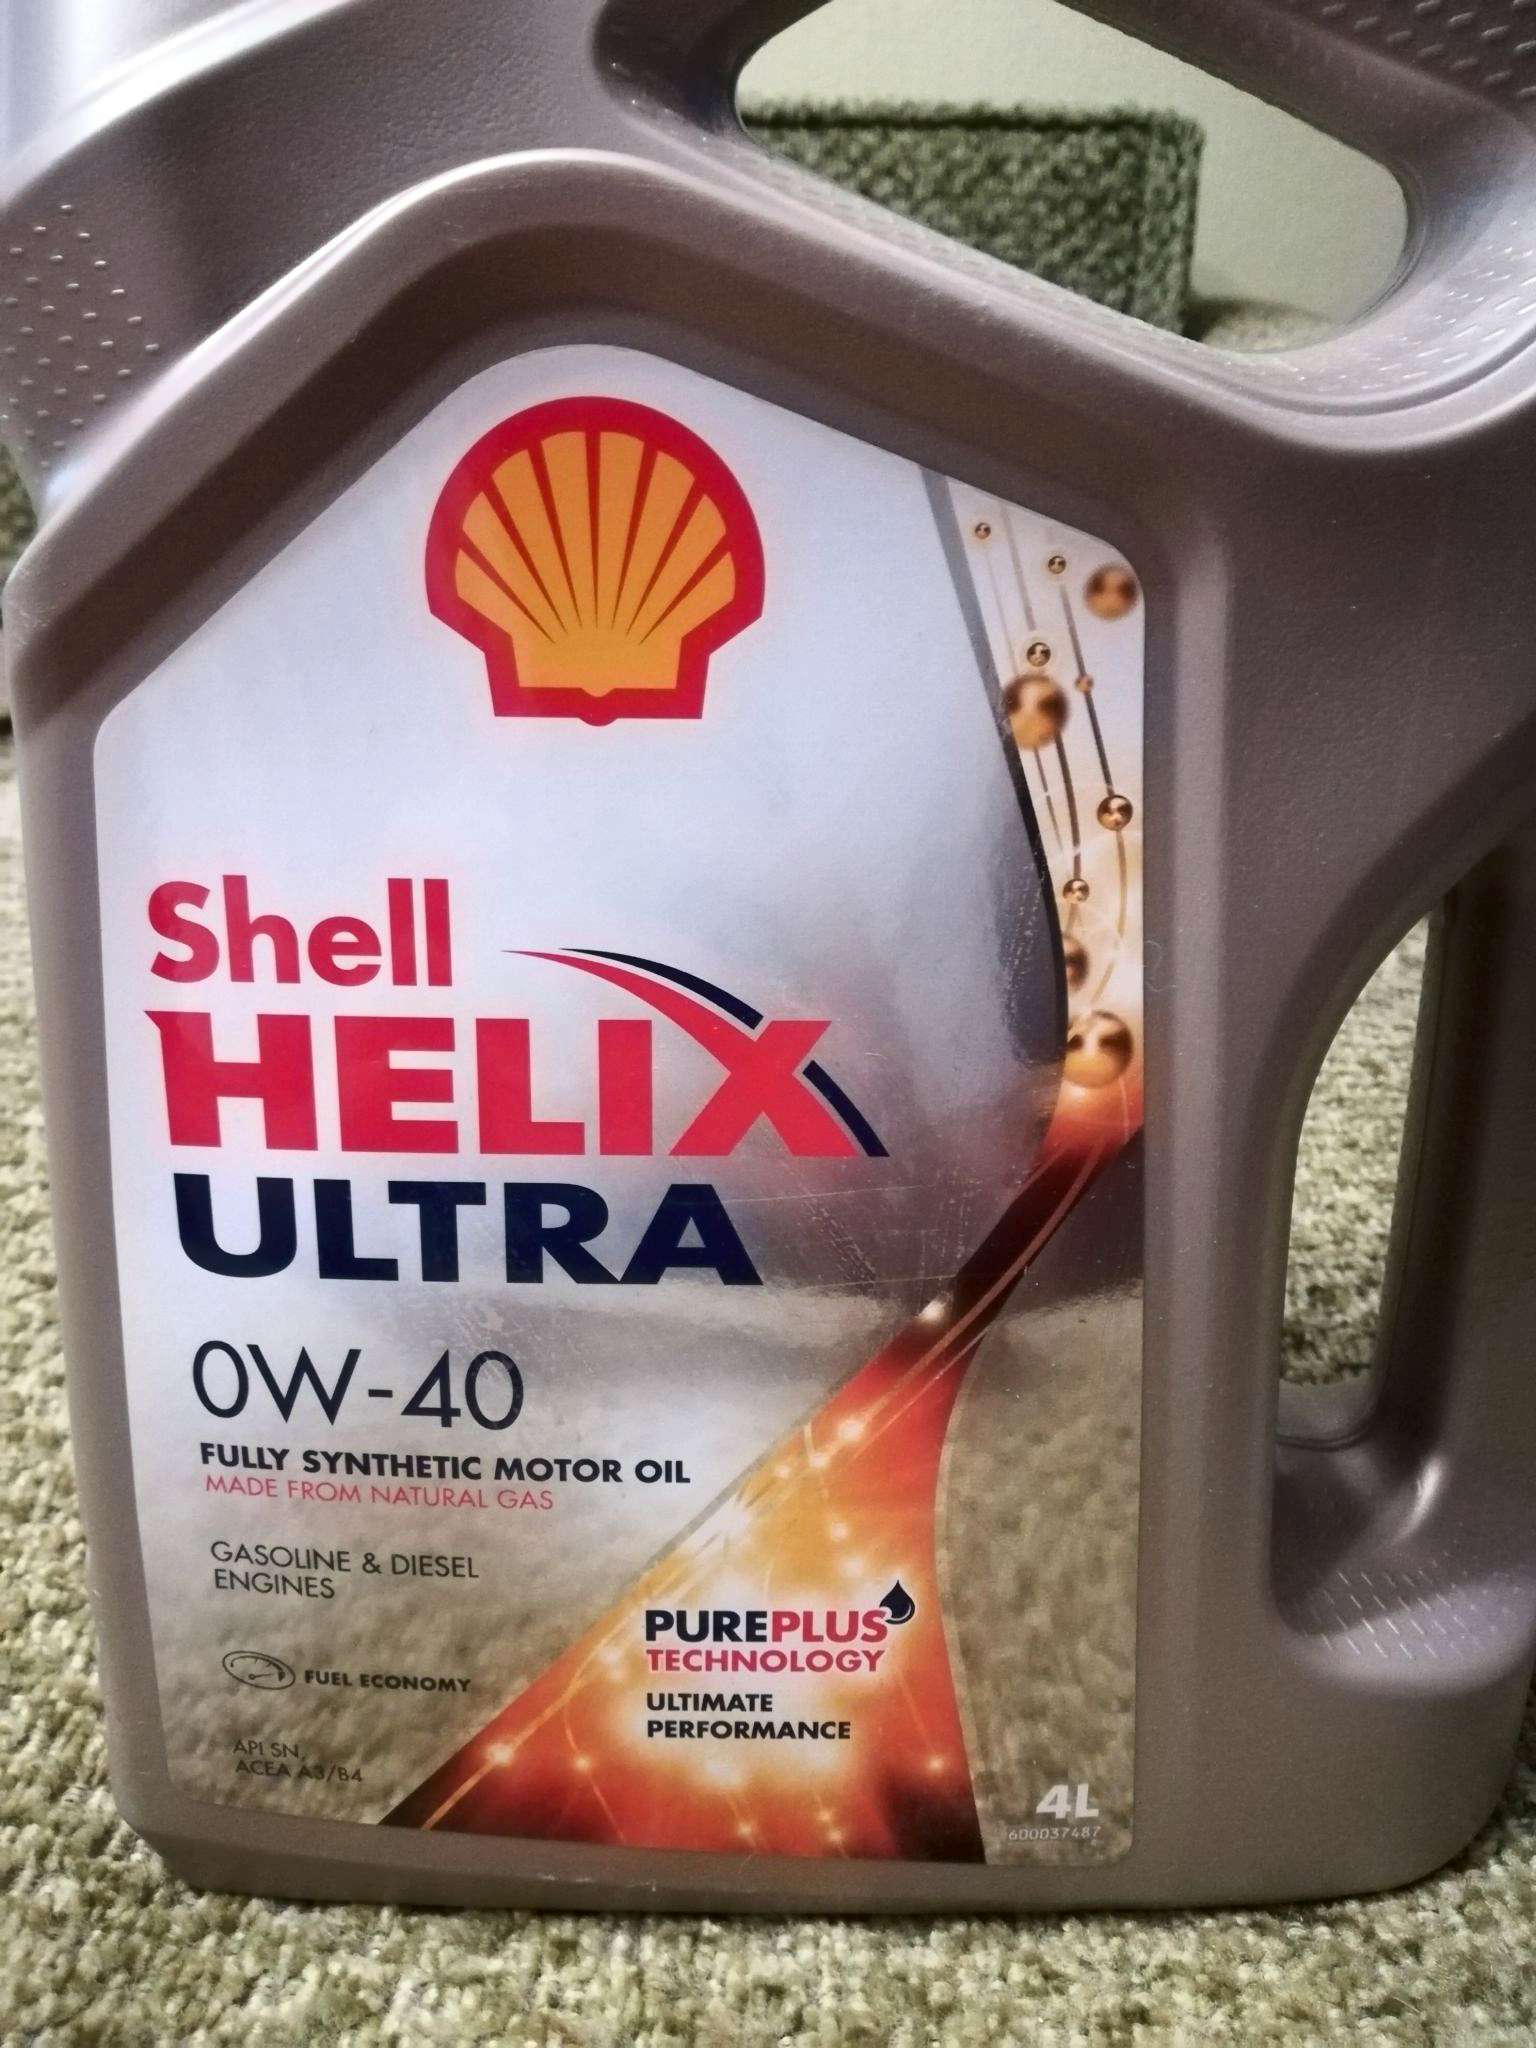 Shell
HELIX
ULTRA
0W-40
FULLY SYNTHETIC MOTOR OIL
MADE FROM NATURAL GAS
GASOLINE & DIESEL
ENGINES
FUEL ECONOMY
API SN,
ACEA A3/B4
PUREPLUS
TECHNOLOGY
ULTIMATE
PERFORMANCE
4L
600037487